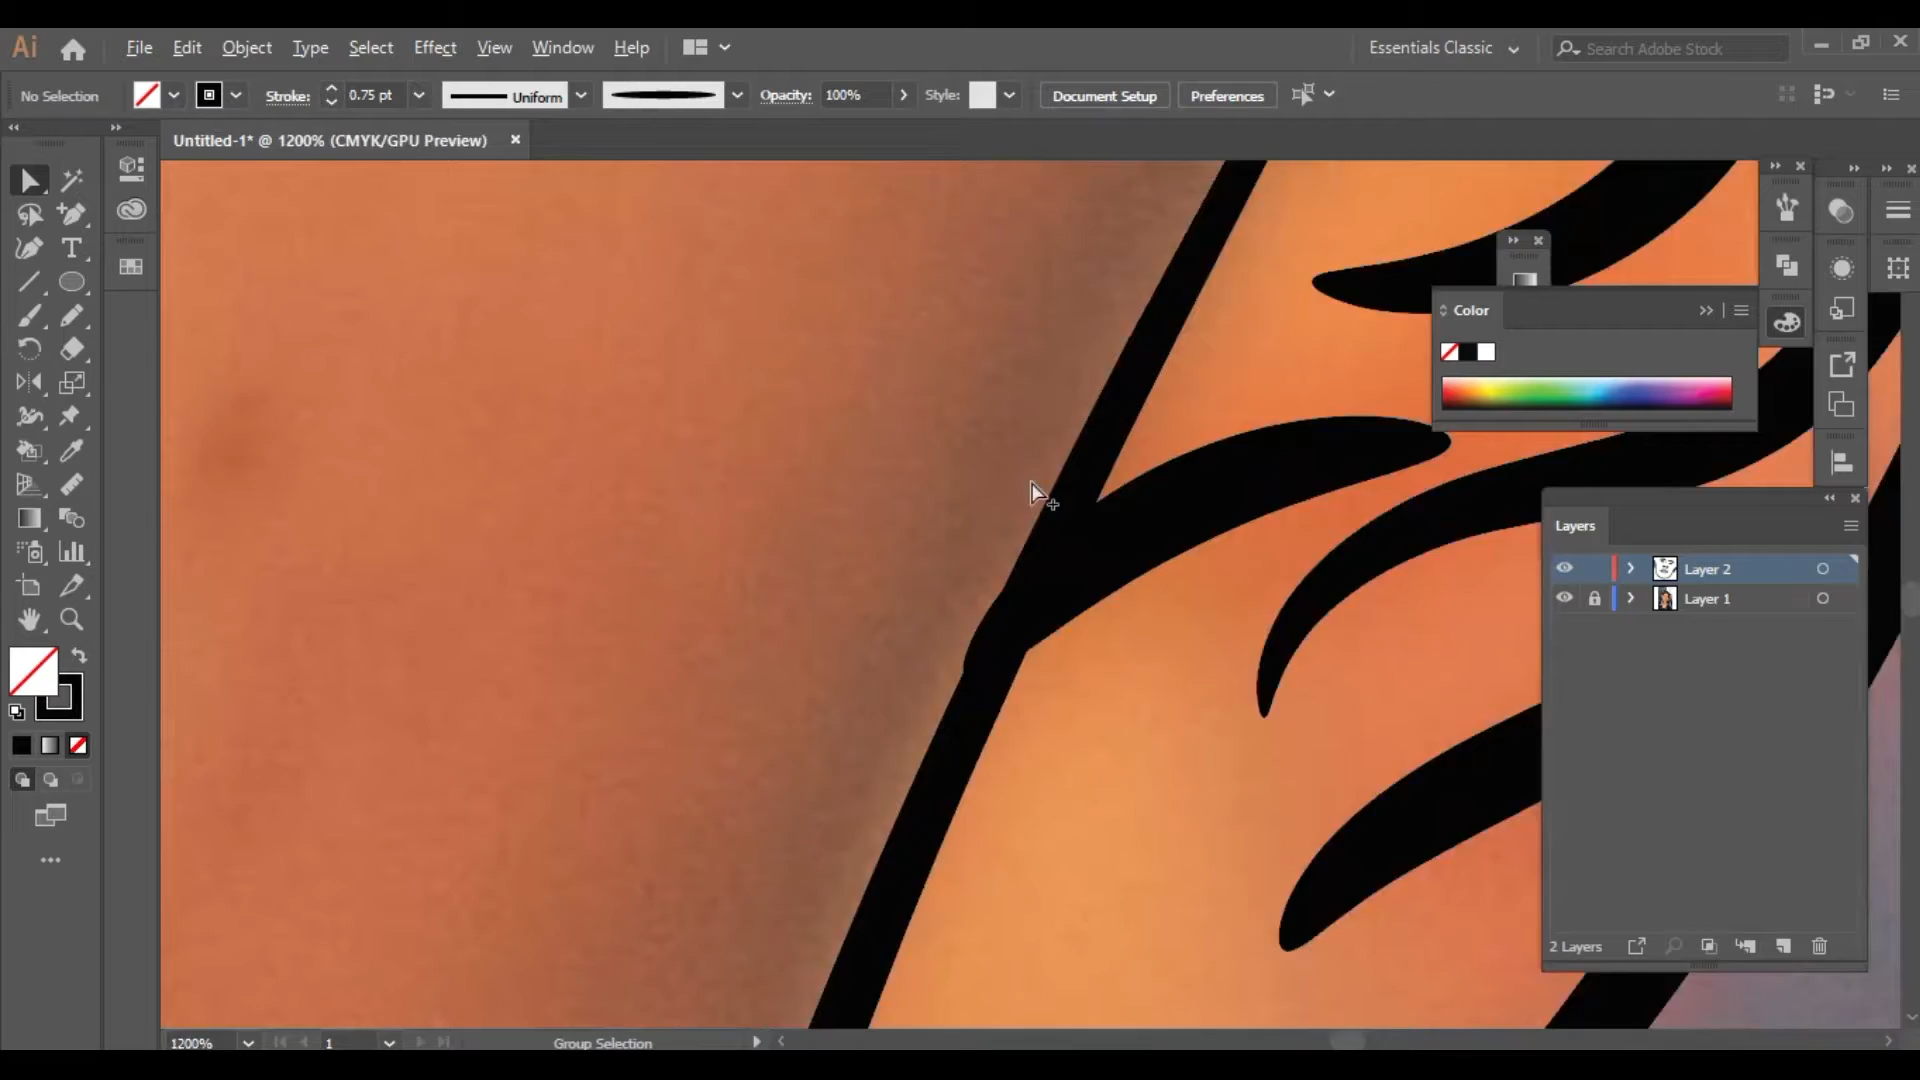 Ai File Edit Object Type Select Effect View Window Help Essentials Classic Search Adobe Stock
No Selection Stroke: 0.75 pt Uniform Opacity: 100% Style: Document Setup Preferences
Untitled-1* @ 1200% (CMYK/GPU Preview)
Color
Layers
Layer 2
Layer 1
2 Layers
1200% 1 Group Selection